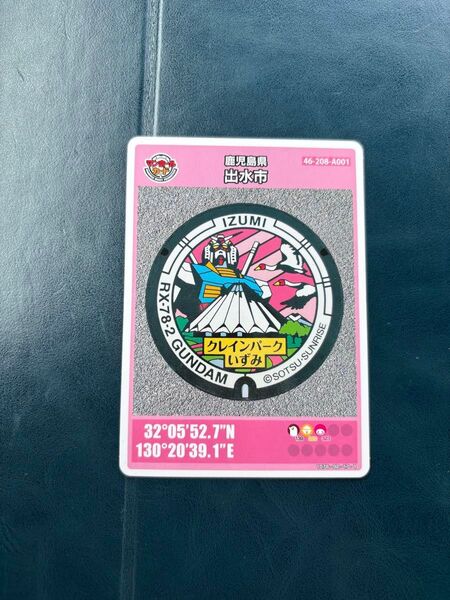 鹿児島県
出水市
46-208-A001
IZUMI
RX-78-2 GUNDAM
クレインパーク
いずみ
©SOTSU・SUNRISE
32°05'52.7"N
130°20'39.1"E